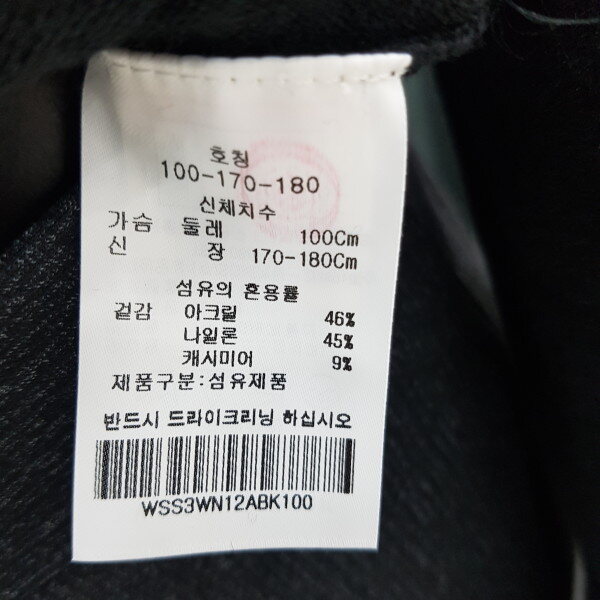 호칭
100-170-180
신체치수
가슴 둘레 100Cm
신 장 170-180Cm
섬유의 혼용률
겉감 아크릴 46%
나일론 45%
캐시미어 9%
제품구분:섬유제품
반드시 드라이크리닝 하십시오
WSS3WN12ABK100